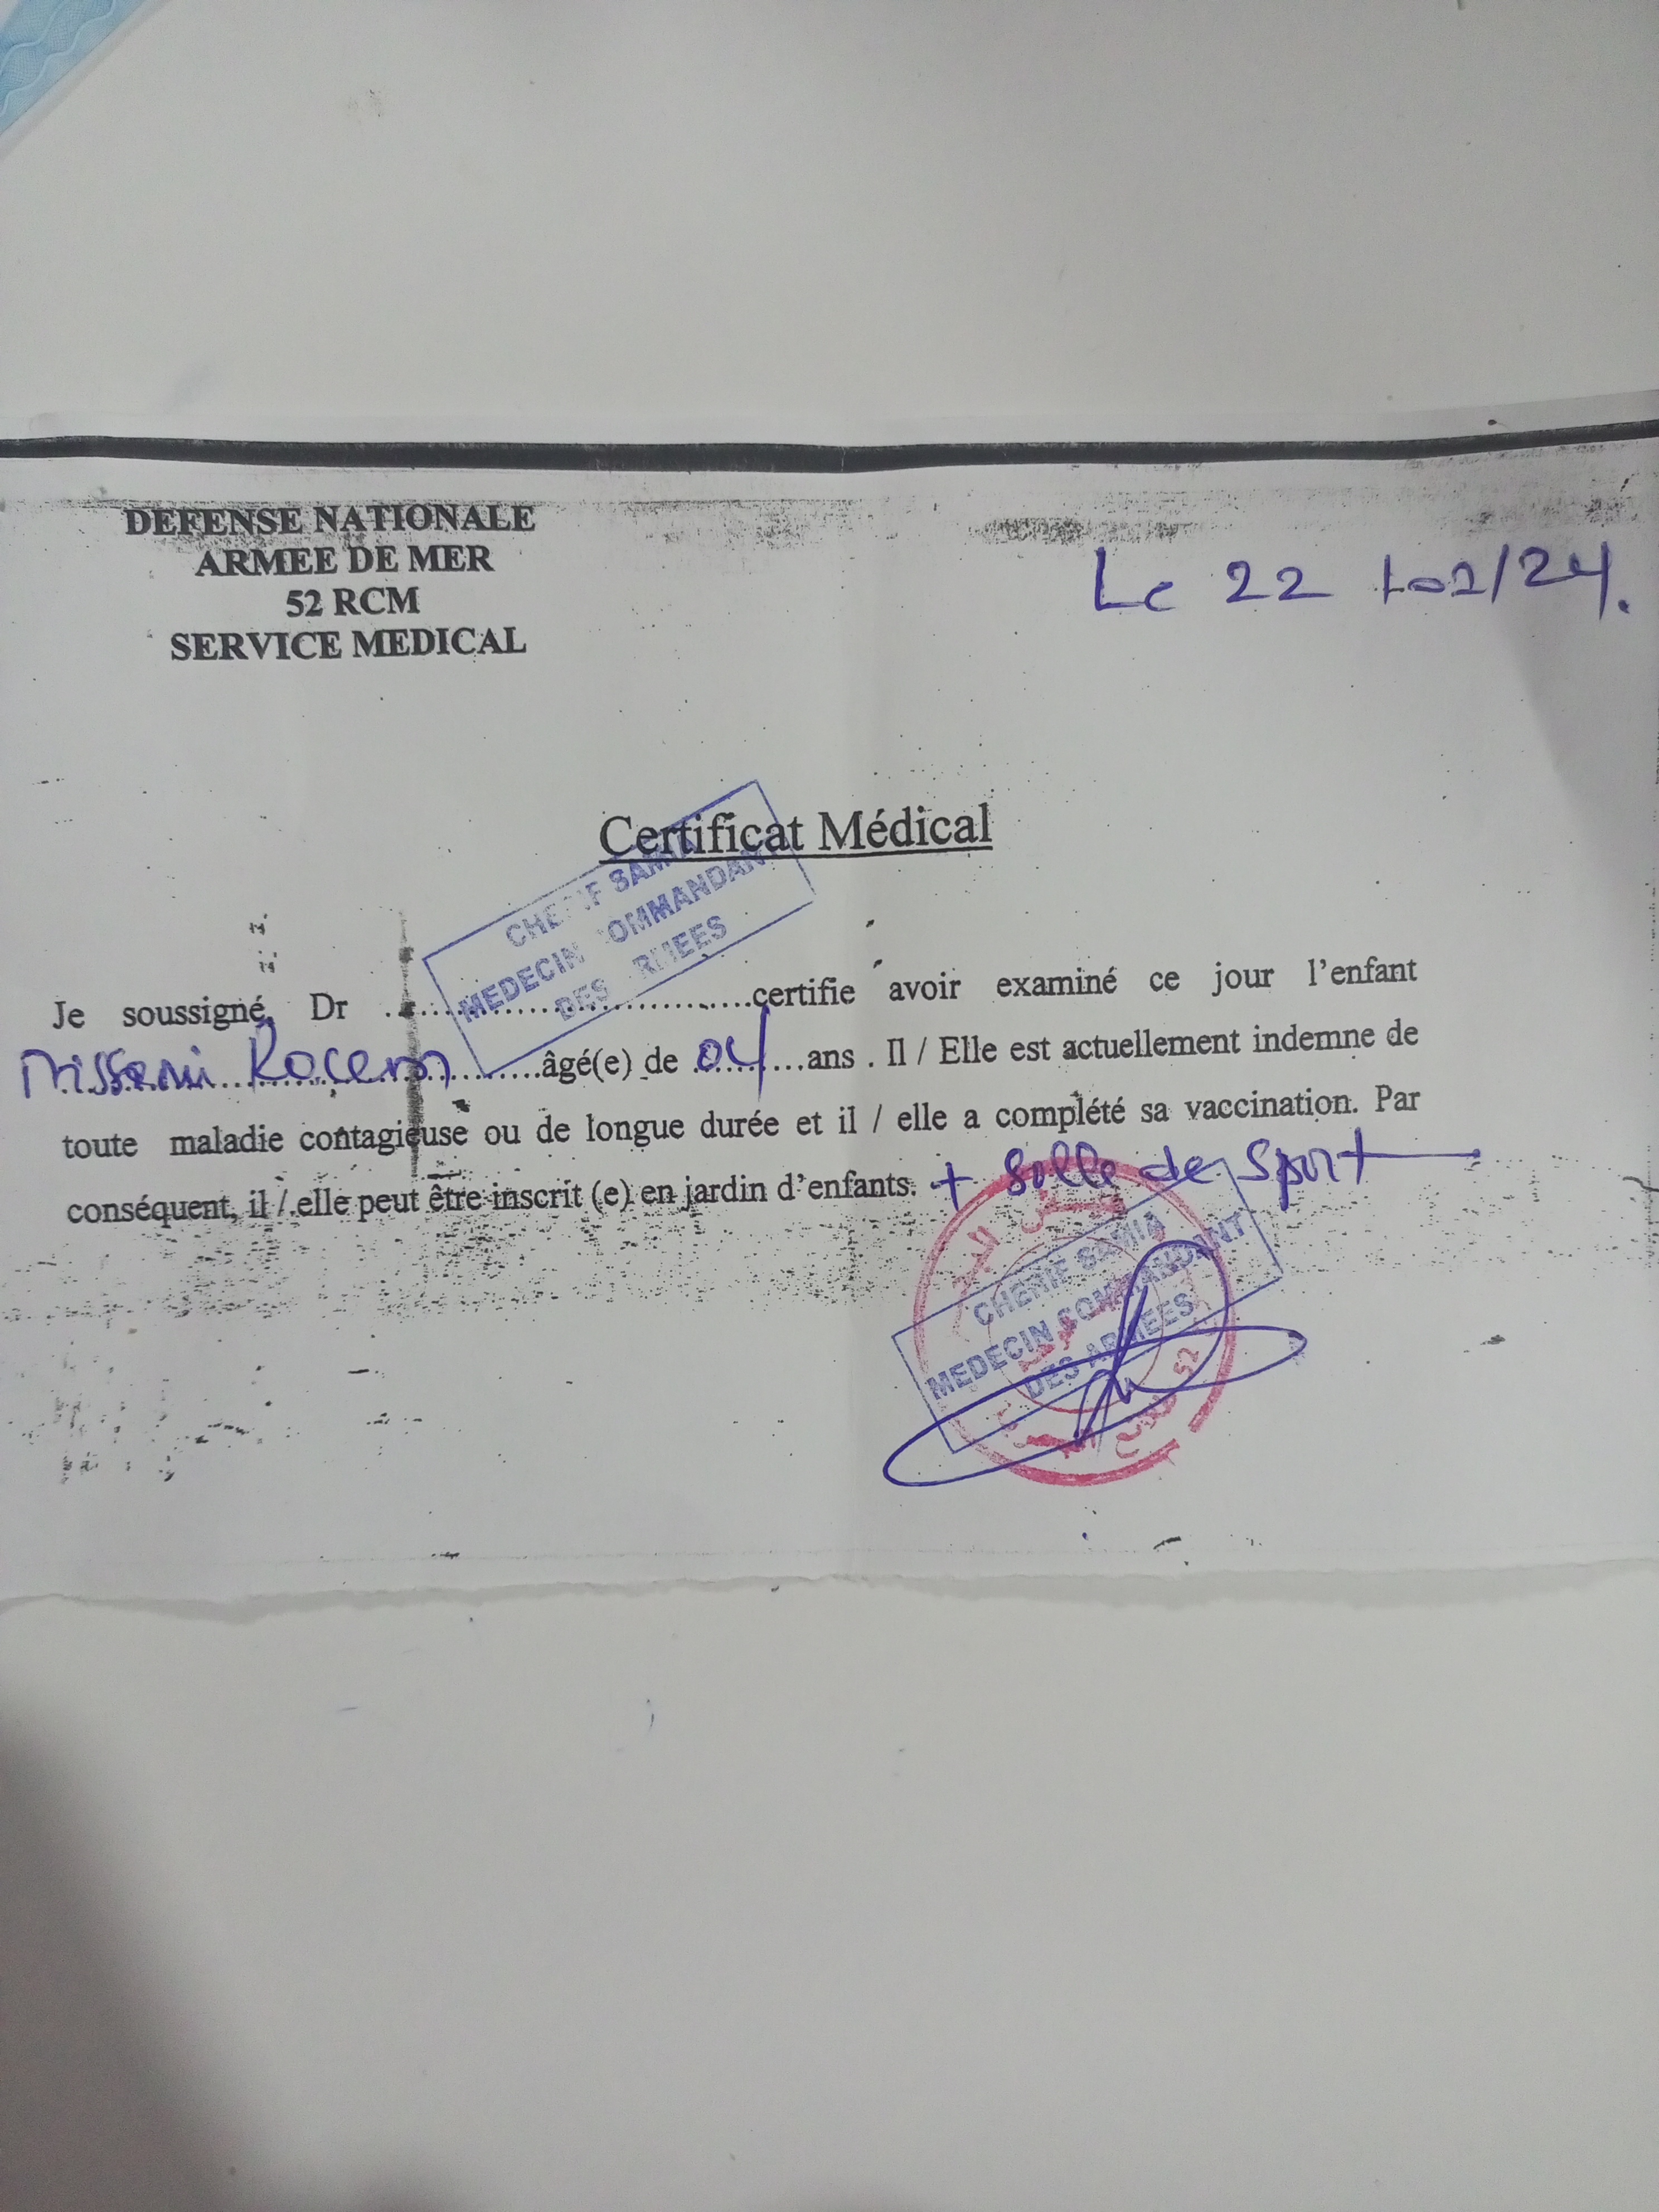 DEFENSE NATIONALE
ARMEE DE MER
52 RCM
SERVICE MEDICAL
Le 22 /02/24.
Certificat Médical
CHERIF SAMIA
MEDECIN COMMANDANT
DES ARMEES
Je soussigné, Dr ........................certifie avoir examiné ce jour l'enfant
Missaoui Rocem âgé(e) de 04 ans . Il / Elle est actuellement indemne de
toute maladie contagieuse ou de longue durée et il / elle a complété sa vaccination. Par
conséquent, il / elle peut être inscrit (e) en jardin d'enfants. + Salle de Sport
CHERIF SAMIA
MEDECIN COMMANDANT
DES ARMEES
52